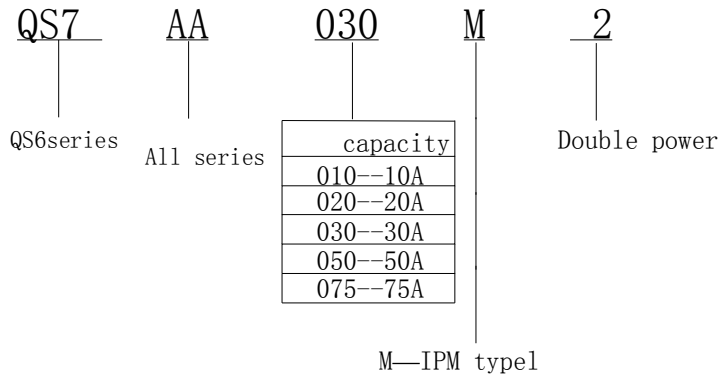 QS7 AA 030 M 2
QS6series
All series
capacity
010--10A
020--20A
030--30A
050--50A
075--75A
Double power
M—IPM typel